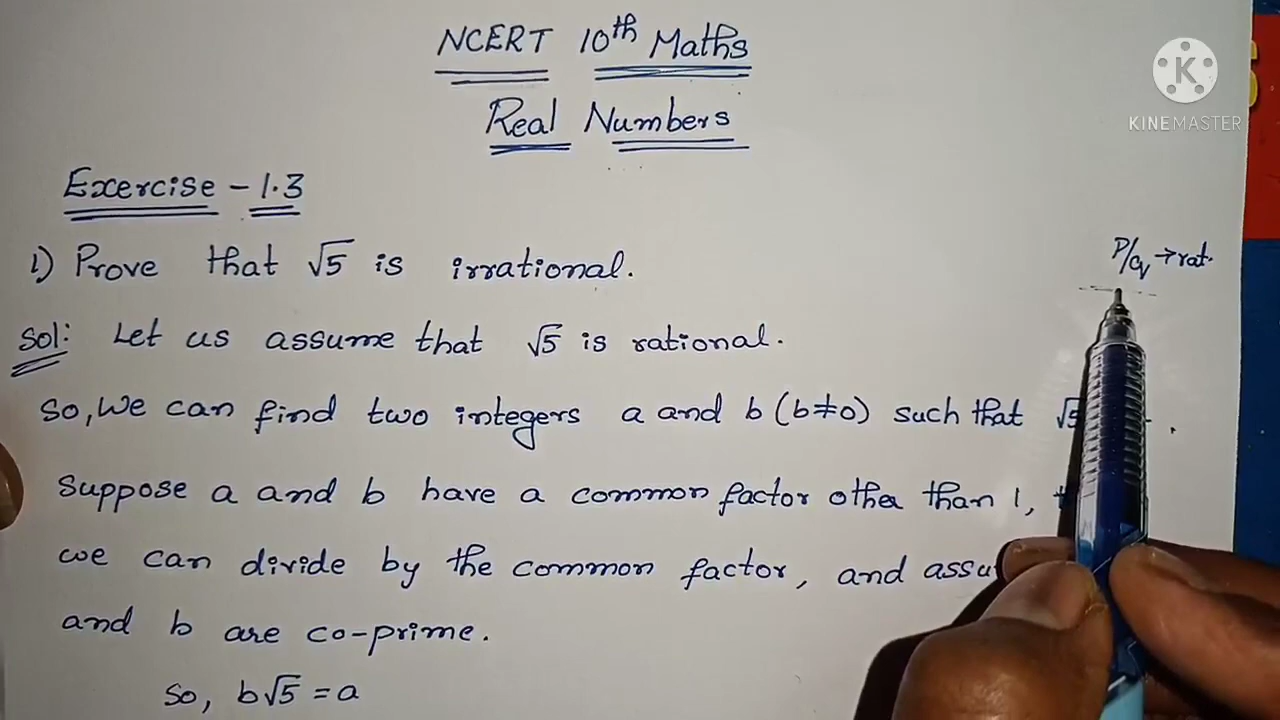 NCERT 10th Maths
Real Numbers
KINEMASTER
Exercise - 1.3
1) Prove that √5 is irrational.
P/q → rat.
Sol: Let us assume that √5 is rational.
So, We can find two integers a and b (b≠0) such that
Suppose a and b have a common factor other than 1,
we can divide by the common factor, and
and b are co-prime.
So, b√5 = a